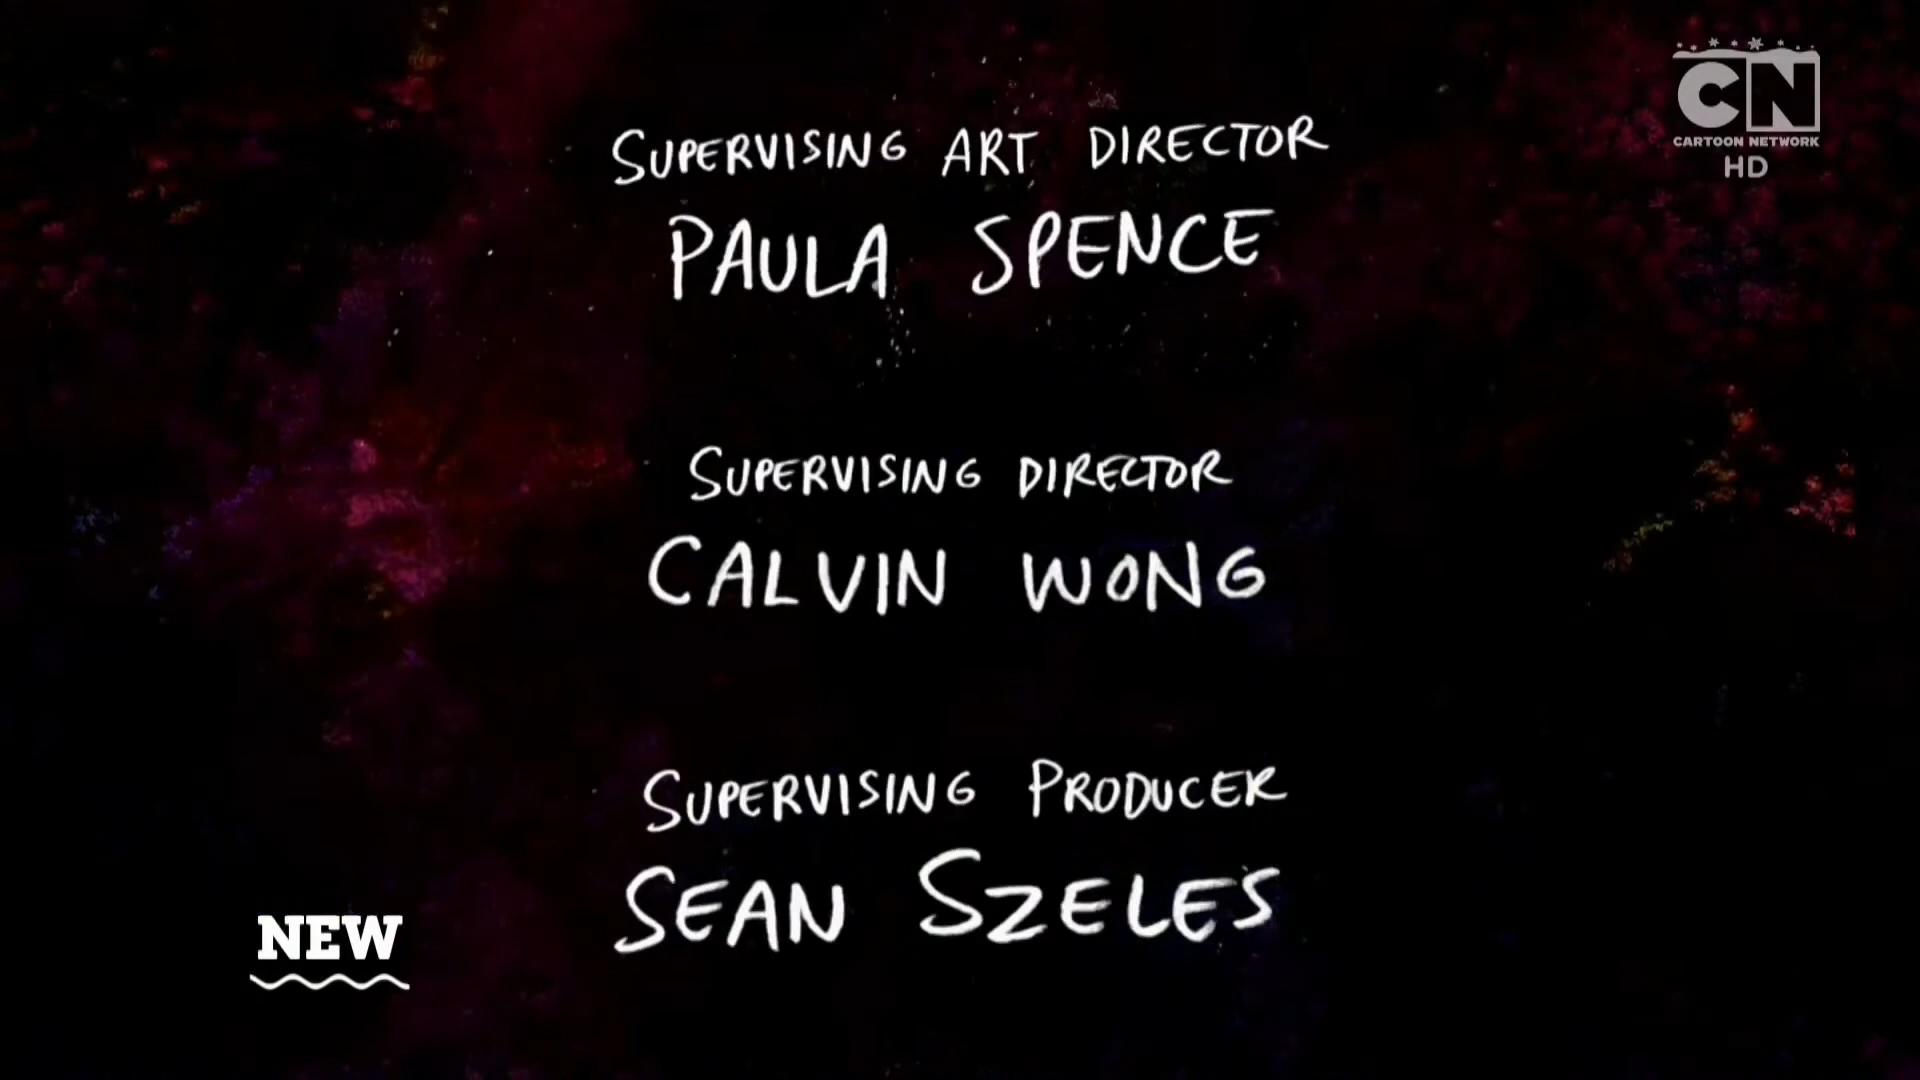 CN
CARTOON NETWORK
HD
SUPERVISING ART DIRECTOR
PAULA SPENCE
SUPERVISING DIRECTOR
CALVIN WONG
SUPERVISING PRODUCER
SEAN SZELES
NEW